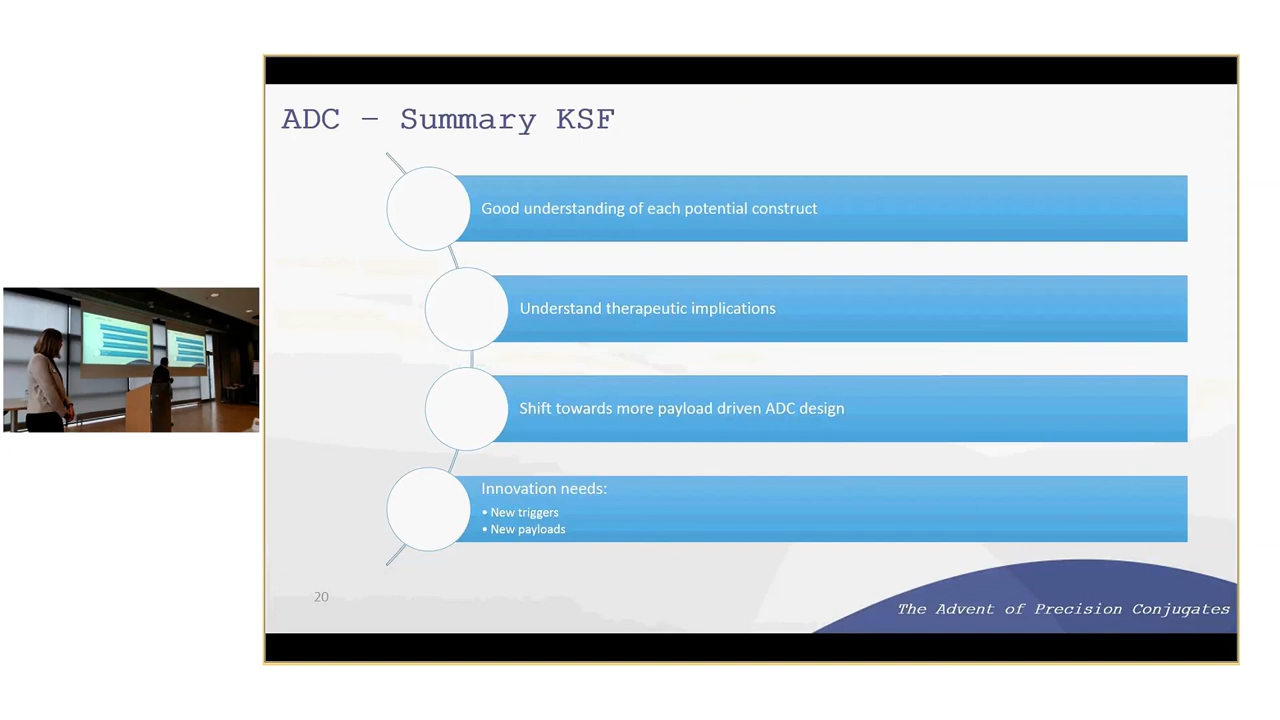 ADC – Summary KSF
Good understanding of each potential construct
Understand therapeutic implications
Shift towards more payload driven ADC design
Innovation needs:
• New triggers
• New payloads
20
The Advent of Precision Conjugates